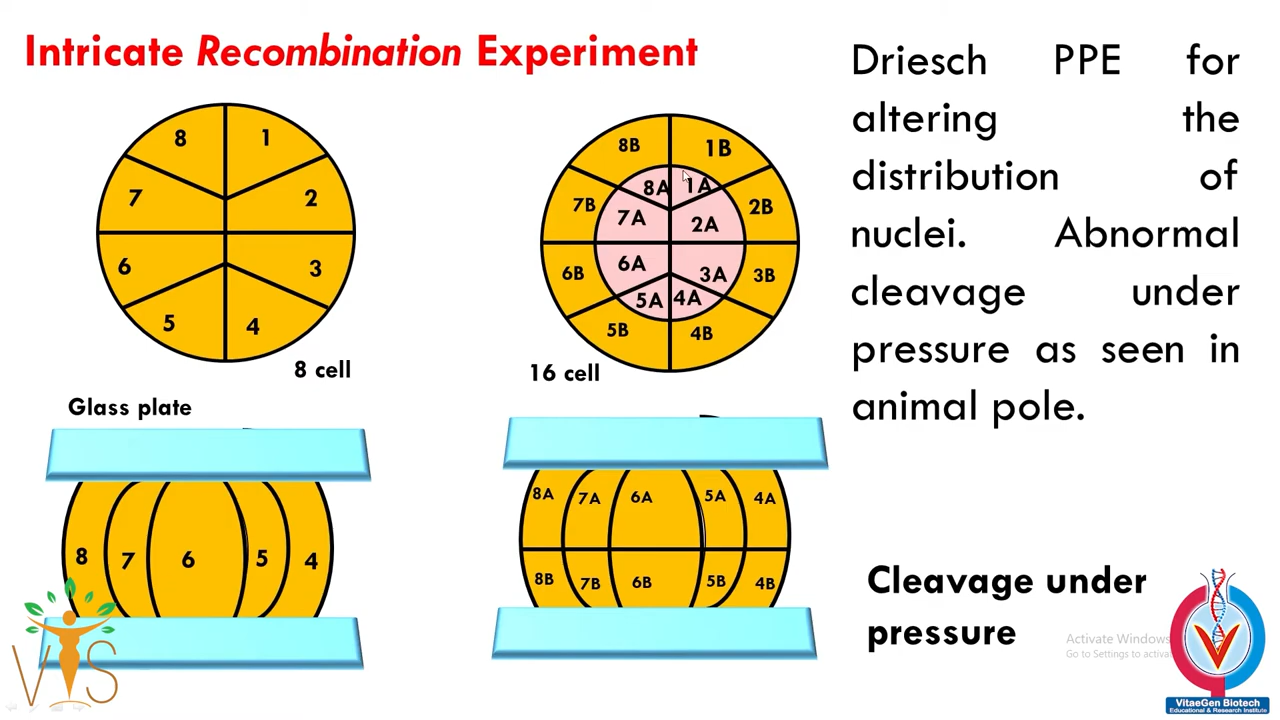 Intricate Recombination Experiment
8 1
7 2
6 3
5 4
8 cell
8B 1B
8A 1A
7B 7A 2A 2B
6B 6A 3A 3B
5A 4A
5B 4B
16 cell
Glass plate
8 7 6 5 4
8A 7A 6A 5A 4A
8B 7B 6B 5B 4B
Driesch PPE for
altering the
distribution of
nuclei. Abnormal
cleavage under
pressure as seen in
animal pole.
Cleavage under
pressure
Activate Windows
Go to Settings to activa
V S
V
VitaeGen Biotech
Educational & Research Institute